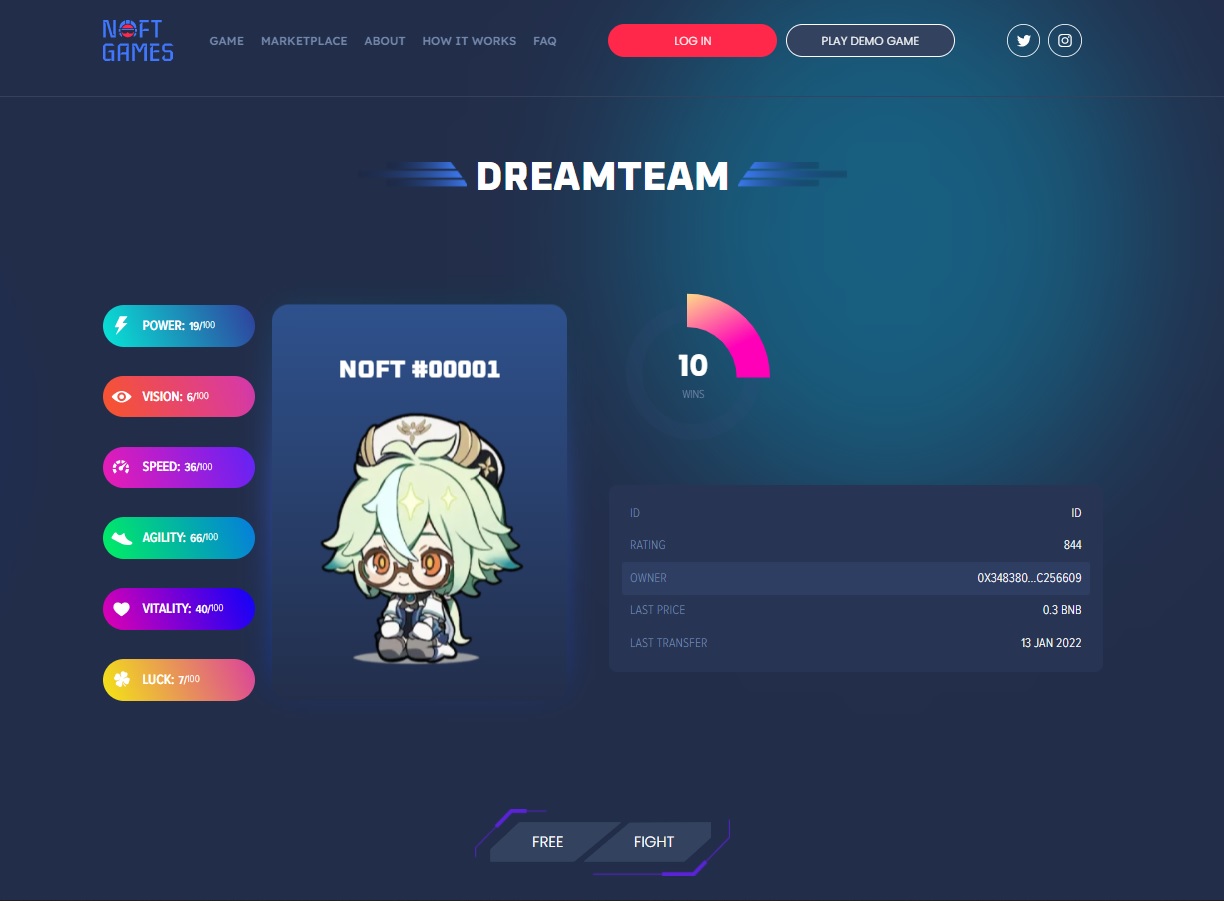 NOFT
GAMES
GAME
MARKETPLACE
ABOUT
HOW IT WORKS
FAQ
LOG IN
PLAY DEMO GAME
DREAMTEAM
POWER: 19/100
VISION: 6/100
SPEED: 36/100
AGILITY: 66/100
VITALITY: 40/100
LUCK: 7/100
NOFT #00001
10
WINS
ID ID
RATING 844
OWNER 0X348380...C256609
LAST PRICE 0.3 BNB
LAST TRANSFER 13 JAN 2022
FREE
FIGHT